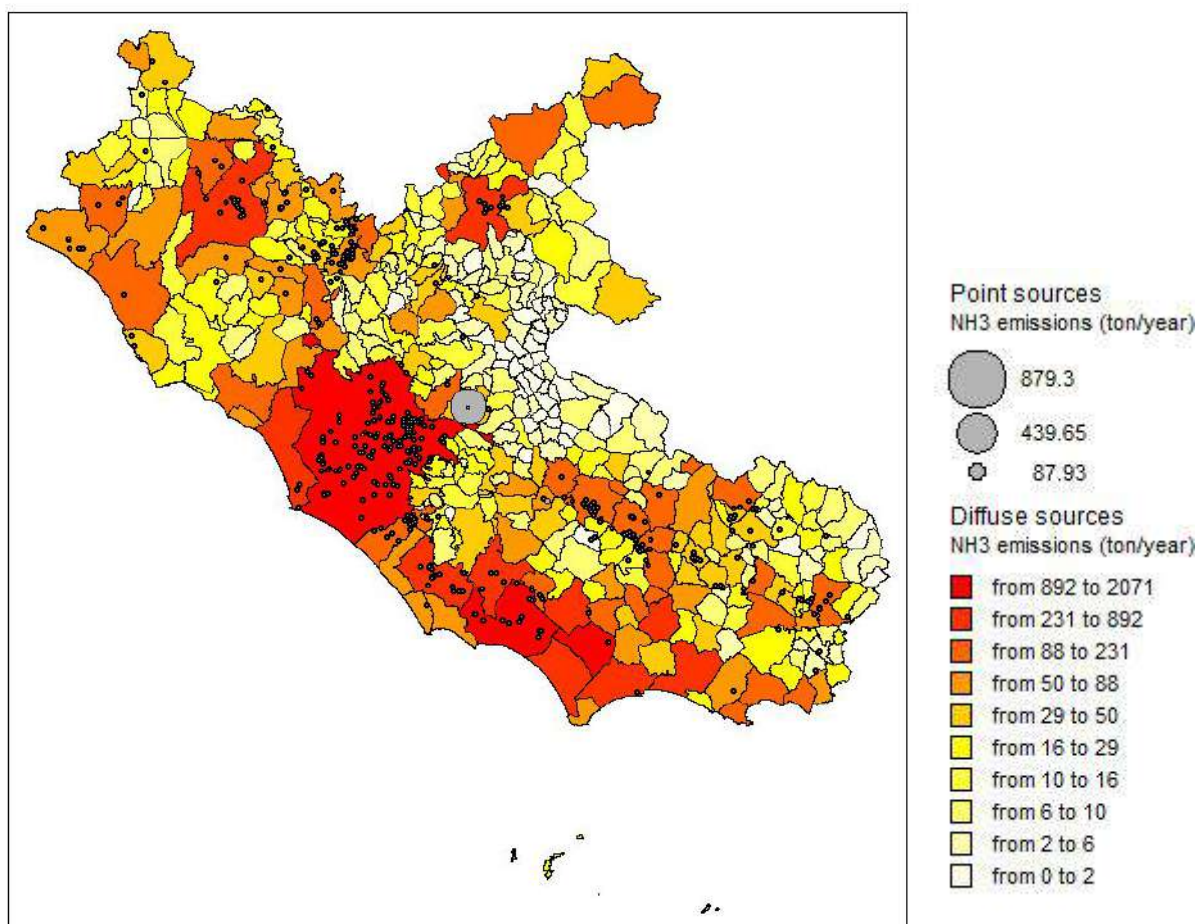 Point sources
NH3 emissions (ton/year)
879.3
439.65
87.93
Diffuse sources
NH3 emissions (ton/year)
from 892 to 2071
from 231 to 892
from 88 to 231
from 50 to 88
from 29 to 50
from 16 to 29
from 10 to 16
from 6 to 10
from 2 to 6
from 0 to 2